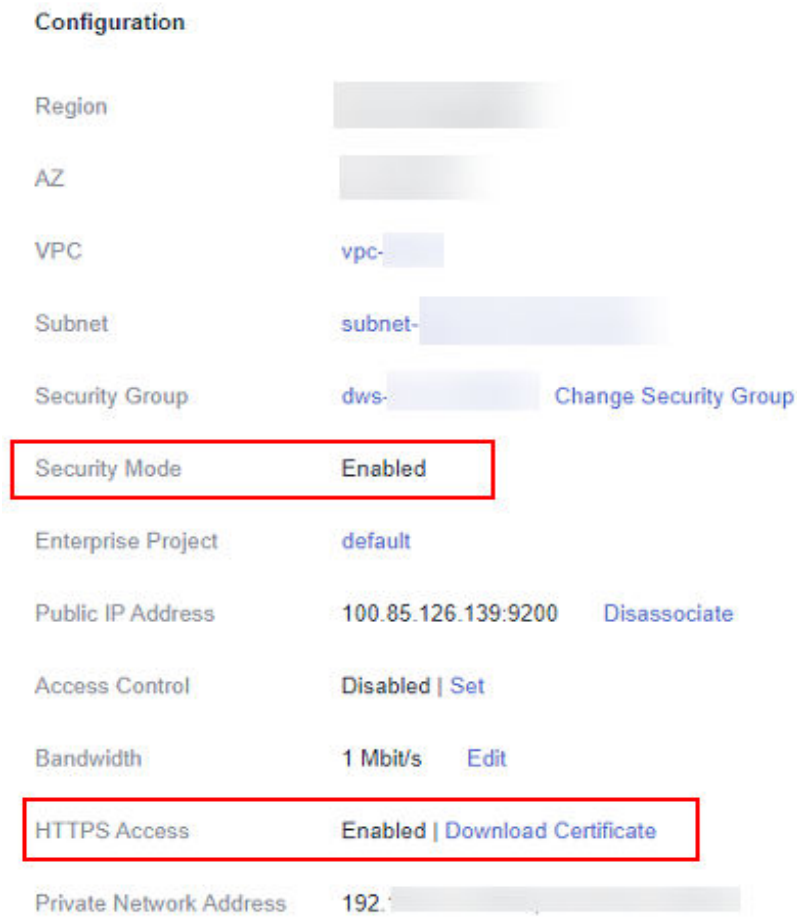 Configuration
Region
AZ
VPC vpc-
Subnet subnet-
Security Group dws- Change Security Group
Security Mode Enabled
Enterprise Project default
Public IP Address 100.85.126.139:9200 Disassociate
Access Control Disabled | Set
Bandwidth 1 Mbit/s Edit
HTTPS Access Enabled | Download Certificate
Private Network Address 192.